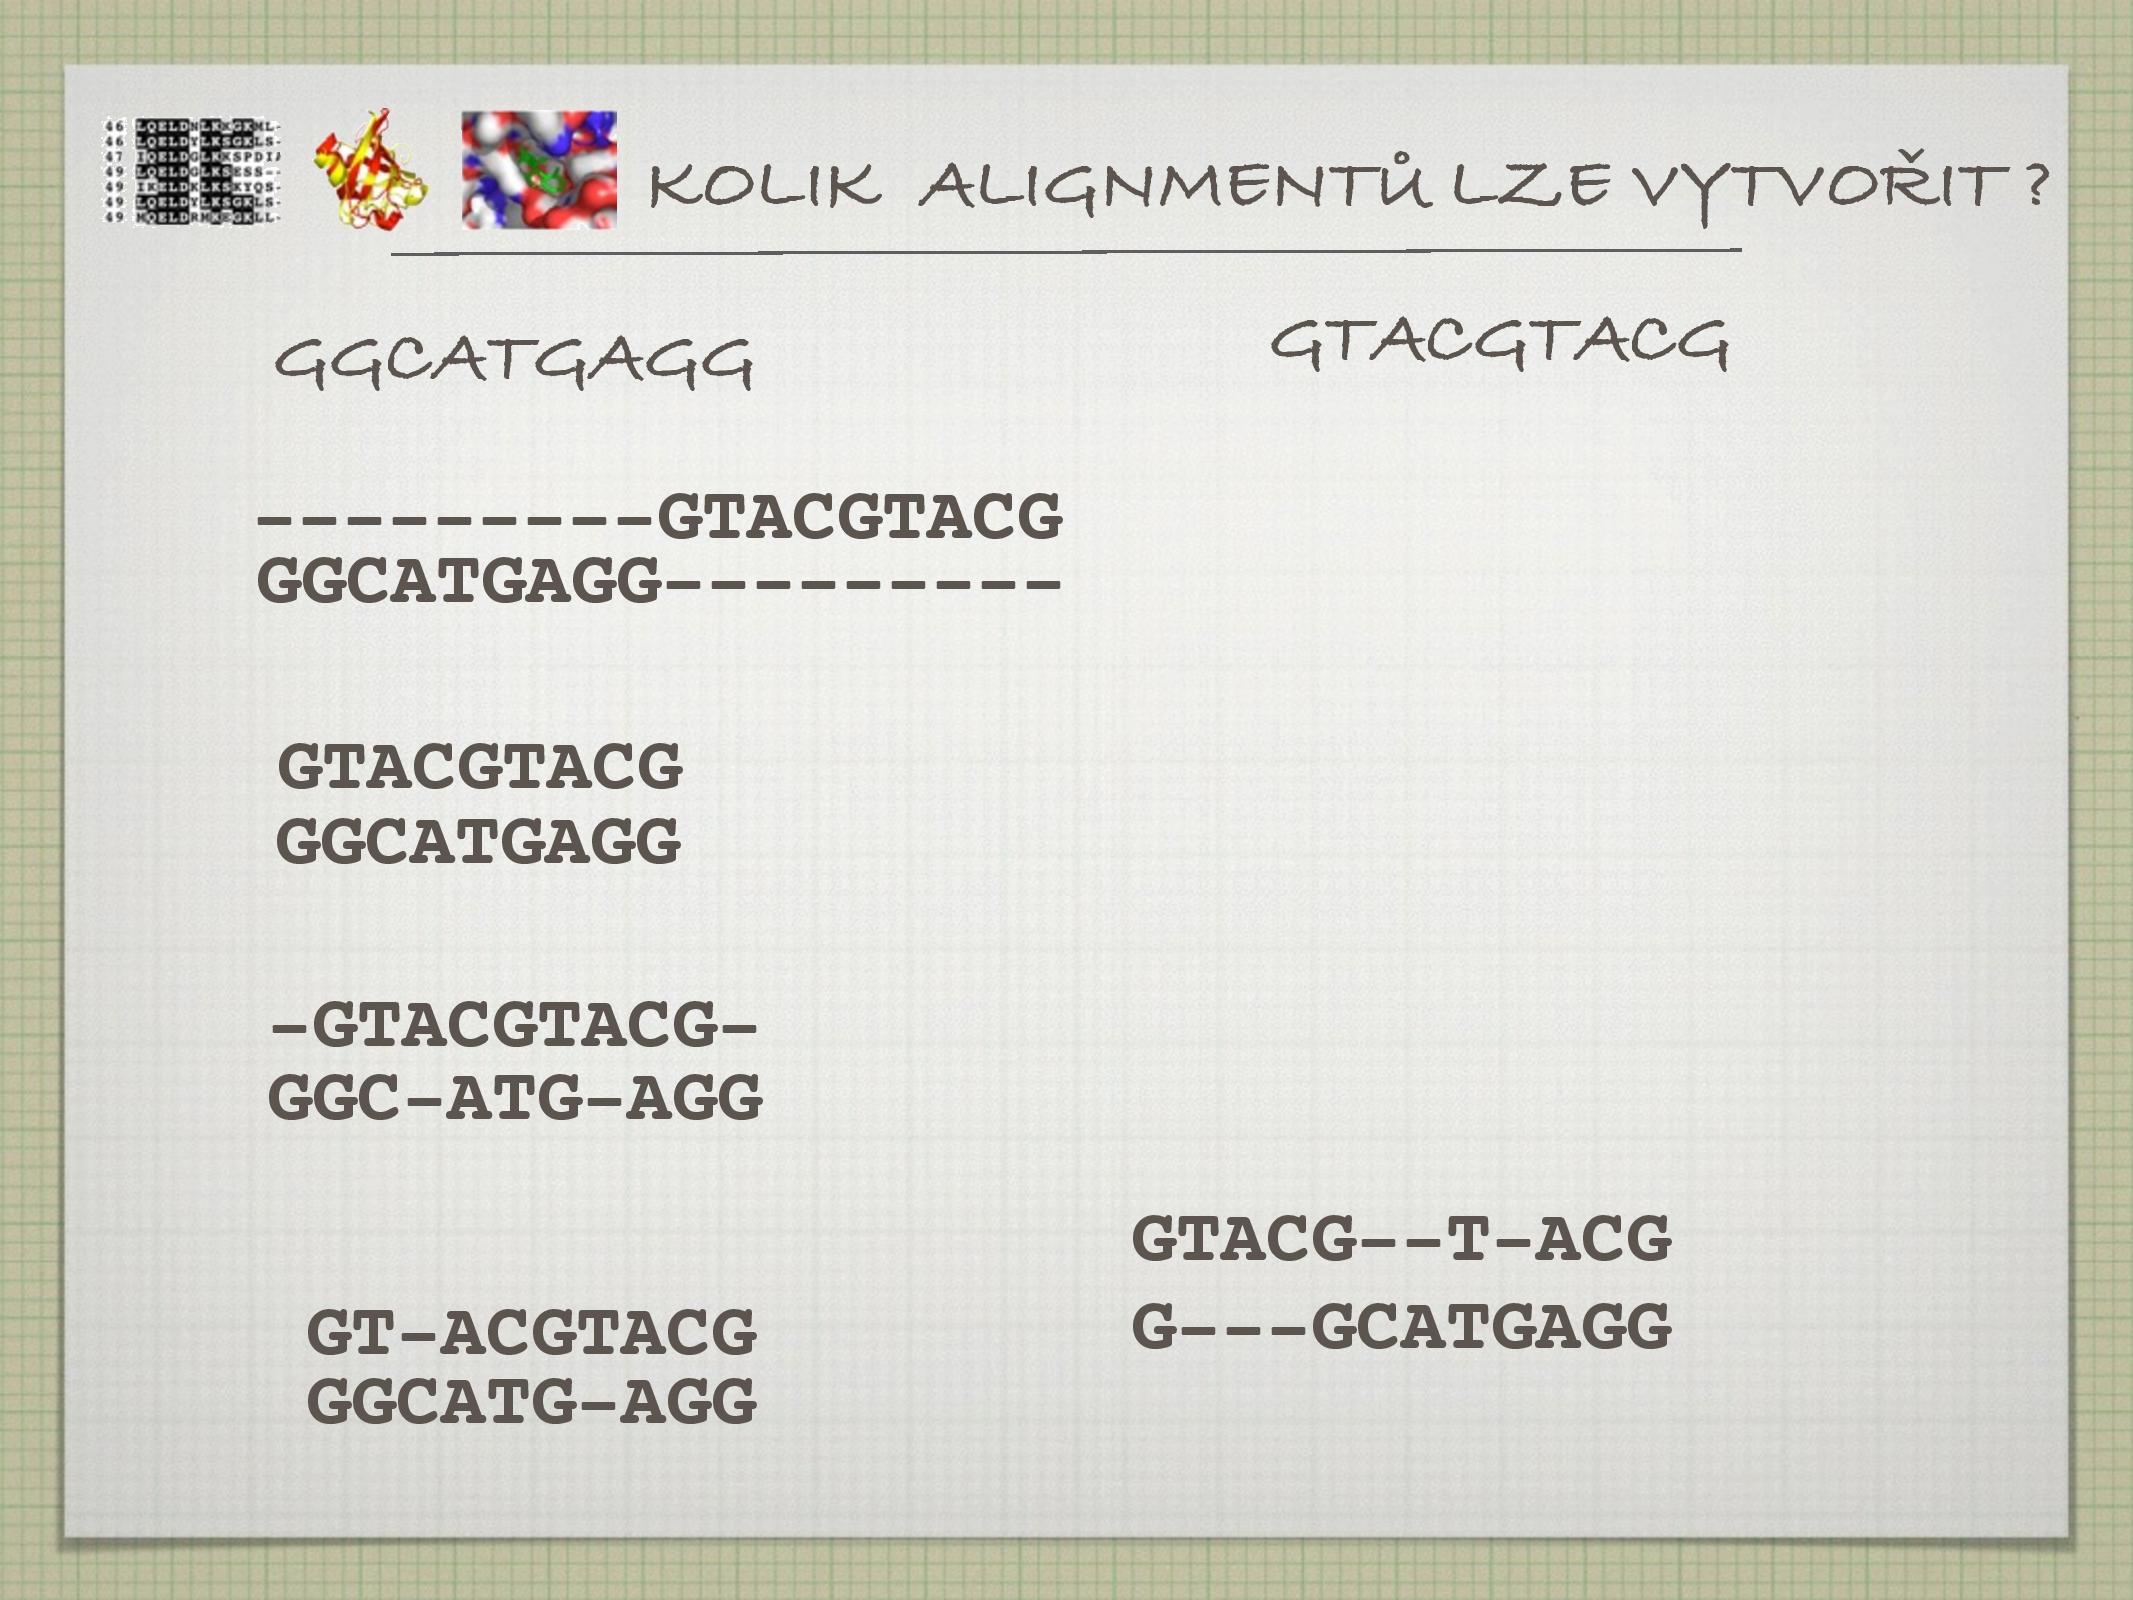 46 LQELDNLKKGKML-
46 LQELDYLKSGKLS-
47 IQELDGLKKSPDI
49 LQELDGLKSESS--
49 IKELDKLKSKYQS-
49 LQELDYLKSGKLS-
49 MQELDRMKEGKLL-
KOLIK ALIGNMENTŮ LZE VYTVOŘIT ?
GGCATGAGG
GTACGTACG
---------GTACGTACG
GGCATGAGG---------
GTACGTACG
GGCATGAGG
-GTACGTACG-
GGC-ATG-AGG
GTACG--T-ACG
G---GCATGAGG
GT-ACGTACG
GGCATG-AGG